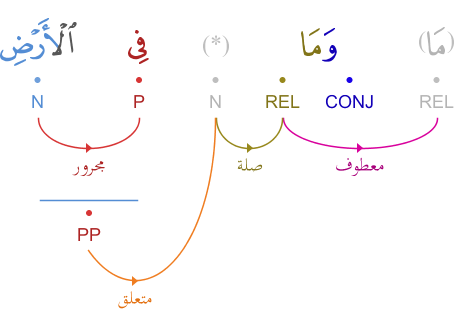 (مَا) وَمَا (*) فِى ٱلْأَرْضِ
REL CONJ REL N P N
معطوف صلة مجرور
PP
متعلق